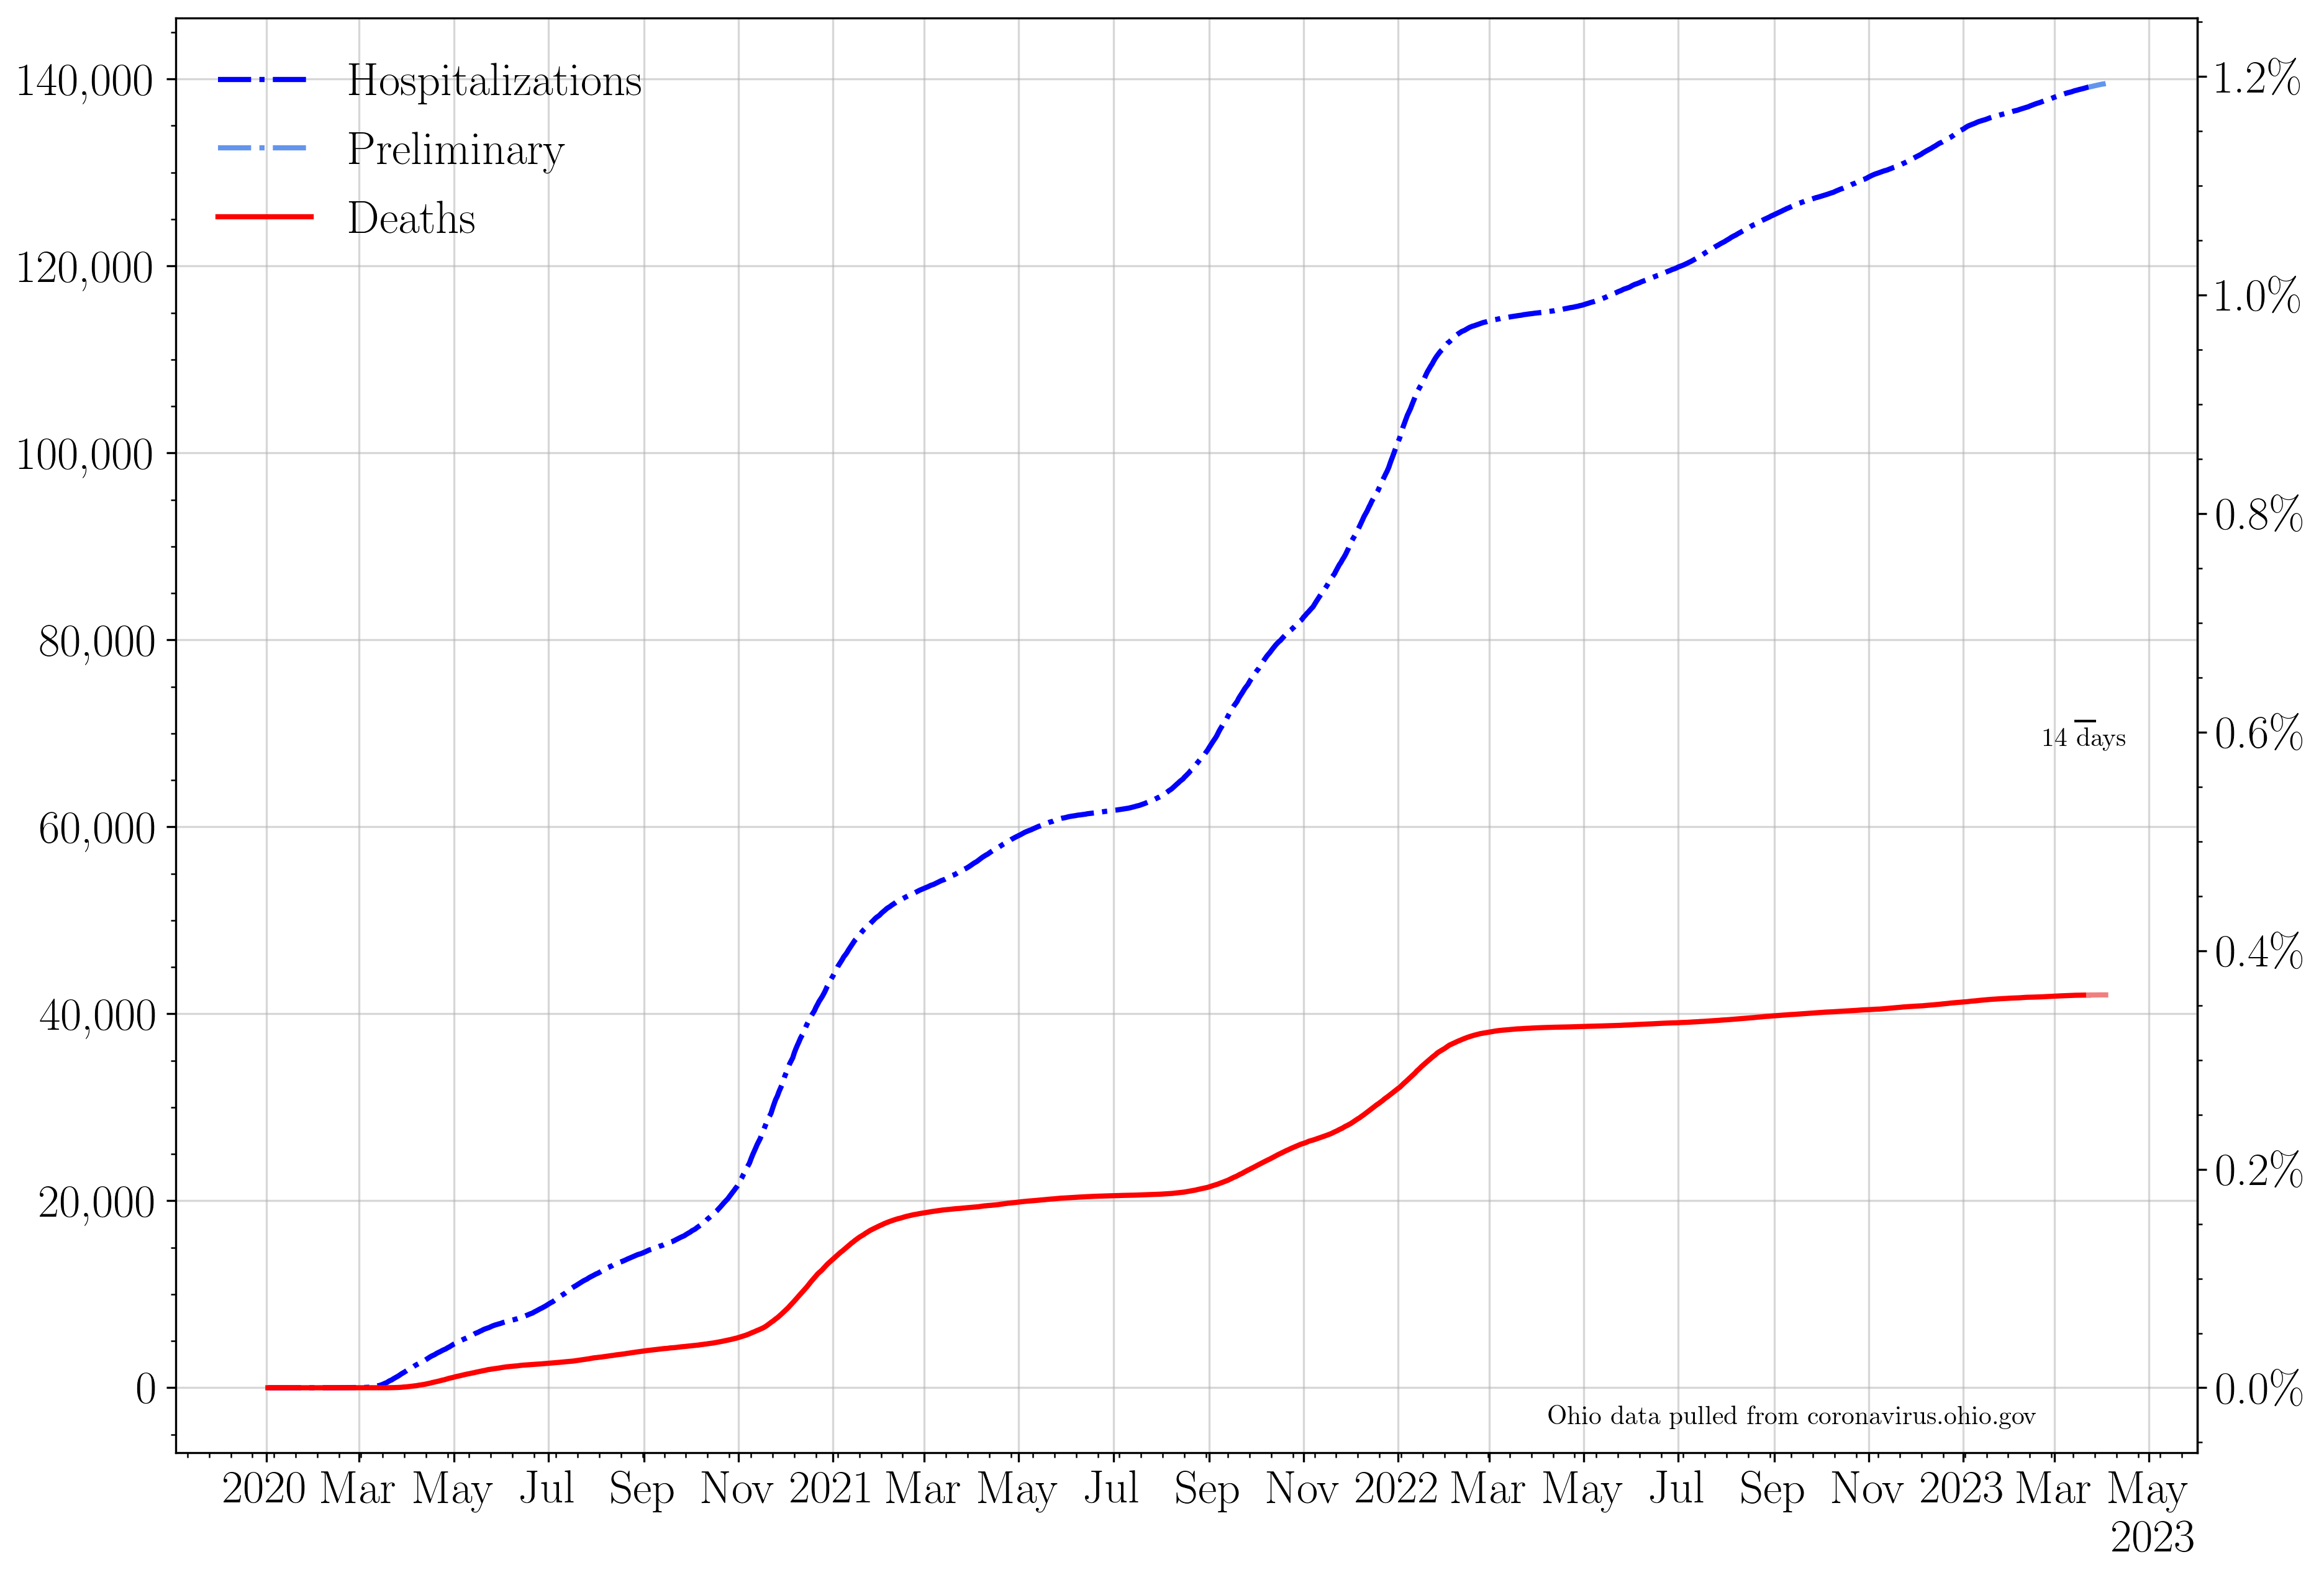 Hospitalizations
Preliminary
Deaths
140,000
120,000
100,000
80,000
60,000
40,000
20,000
0
1.2%
1.0%
0.8%
0.6%
0.4%
0.2%
0.0%
14 days
Ohio data pulled from coronavirus.ohio.gov
2020 Mar May Jul Sep Nov 2021 Mar May Jul Sep Nov 2022 Mar May Jul Sep Nov 2023 Mar May
2023